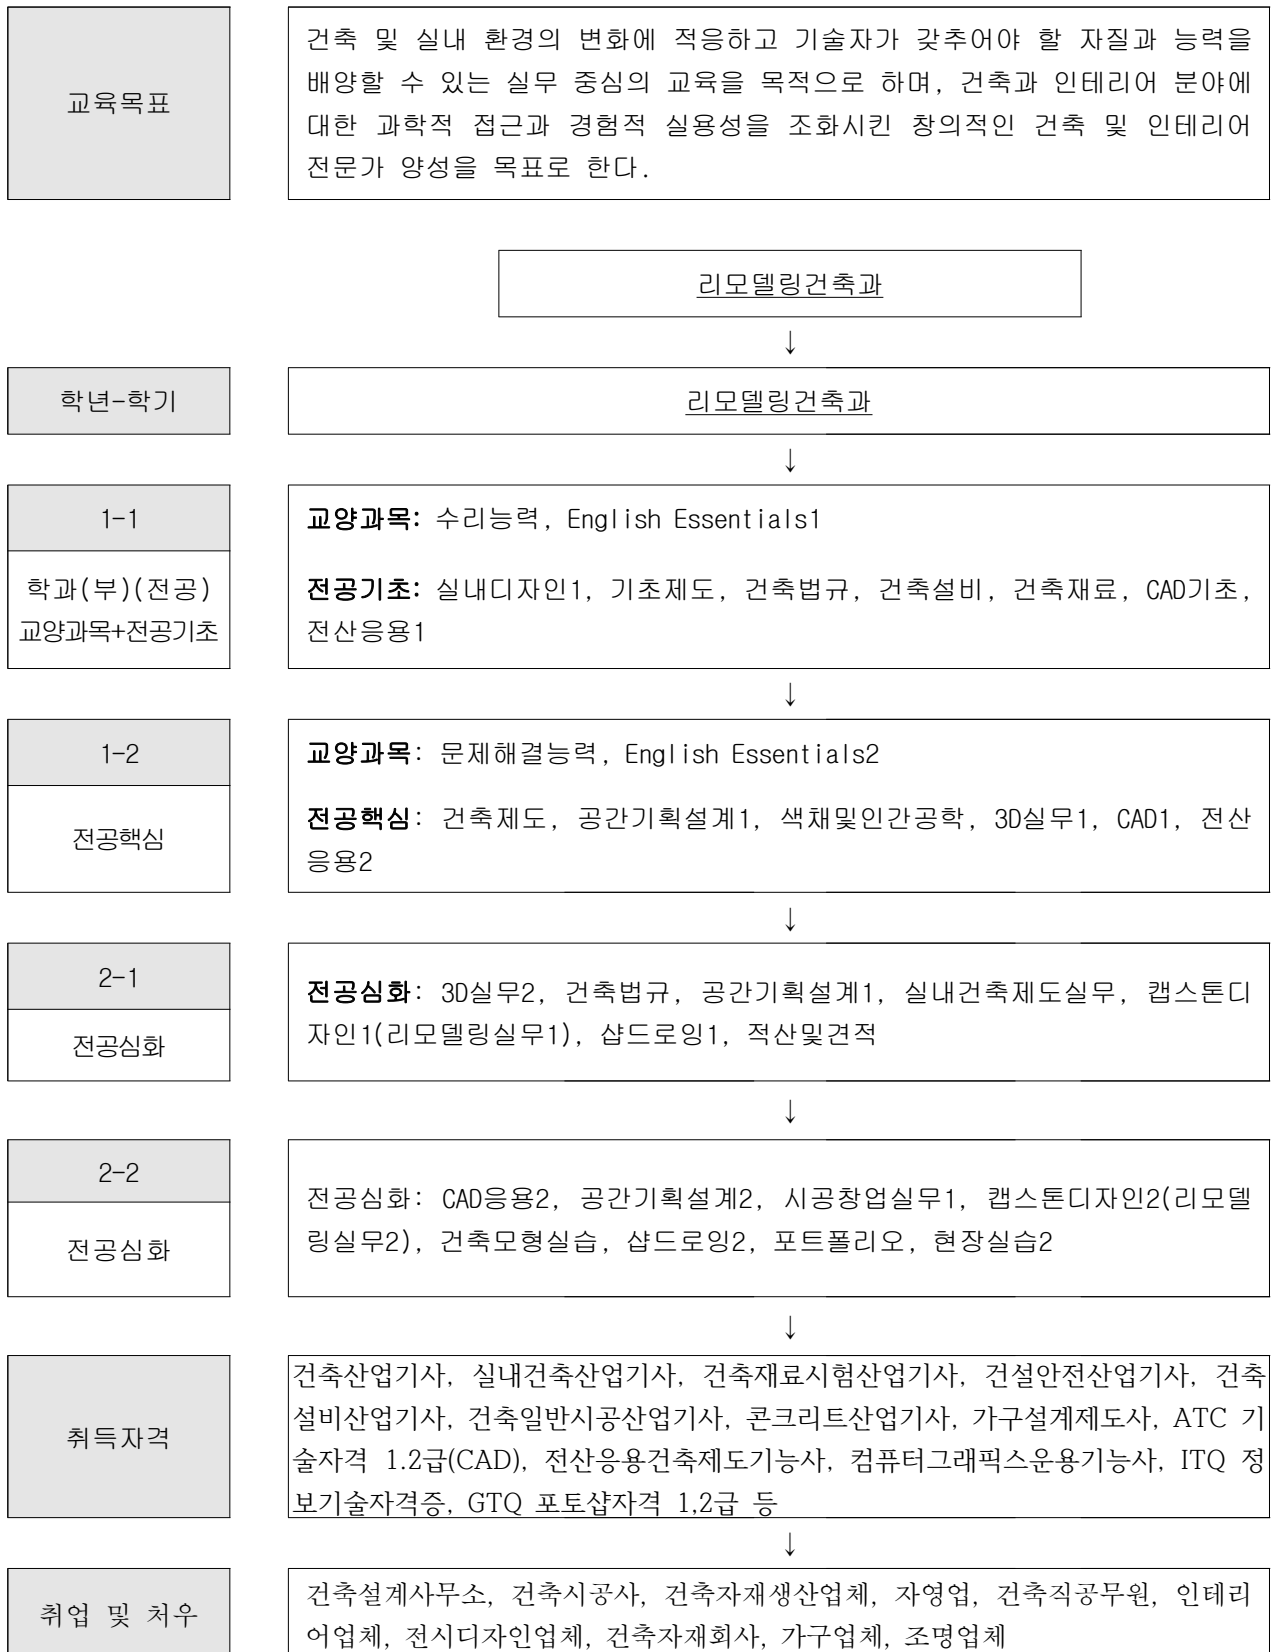 교육목표
건축 및 실내 환경의 변화에 적응하고 기술자가 갖추어야 할 자질과 능력을
배양할 수 있는 실무 중심의 교육을 목적으로 하며, 건축과 인테리어 분야에
대한 과학적 접근과 경험적 실용성을 조화시킨 창의적인 건축 및 인테리어
전문가 양성을 목표로 한다.
리모델링건축과
↓
학년-학기
리모델링건축과
↓
1-1
학과(부)(전공)
교양과목+전공기초
교양과목: 수리능력, English Essentials1
전공기초: 실내디자인1, 기초제도, 건축법규, 건축설비, 건축재료, CAD기초,
전산응용1
↓
1-2
전공핵심
교양과목: 문제해결능력, English Essentials2
전공핵심: 건축제도, 공간기획설계1, 색채및인간공학, 3D실무1, CAD1, 전산
응용2
↓
2-1
전공심화
전공심화: 3D실무2, 건축법규, 공간기획설계1, 실내건축제도실무, 캡스톤디
자인1(리모델링실무1), 샵드로잉1, 적산및견적
↓
2-2
전공심화
전공심화: CAD응용2, 공간기획설계2, 시공창업실무1, 캡스톤디자인2(리모델
링실무2), 건축모형실습, 샵드로잉2, 포트폴리오, 현장실습2
↓
취득자격
건축산업기사, 실내건축산업기사, 건축재료시험산업기사, 건설안전산업기사, 건축
설비산업기사, 건축일반시공산업기사, 콘크리트산업기사, 가구설계제도사, ATC 기
술자격 1.2급(CAD), 전산응용건축제도기능사, 컴퓨터그래픽스운용기능사, ITQ 정
보기술자격증, GTQ 포토샵자격 1,2급 등
↓
취업 및 처우
건축설계사무소, 건축시공사, 건축자재생산업체, 자영업, 건축직공무원, 인테리
어업체, 전시디자인업체, 건축자재회사, 가구업체, 조명업체